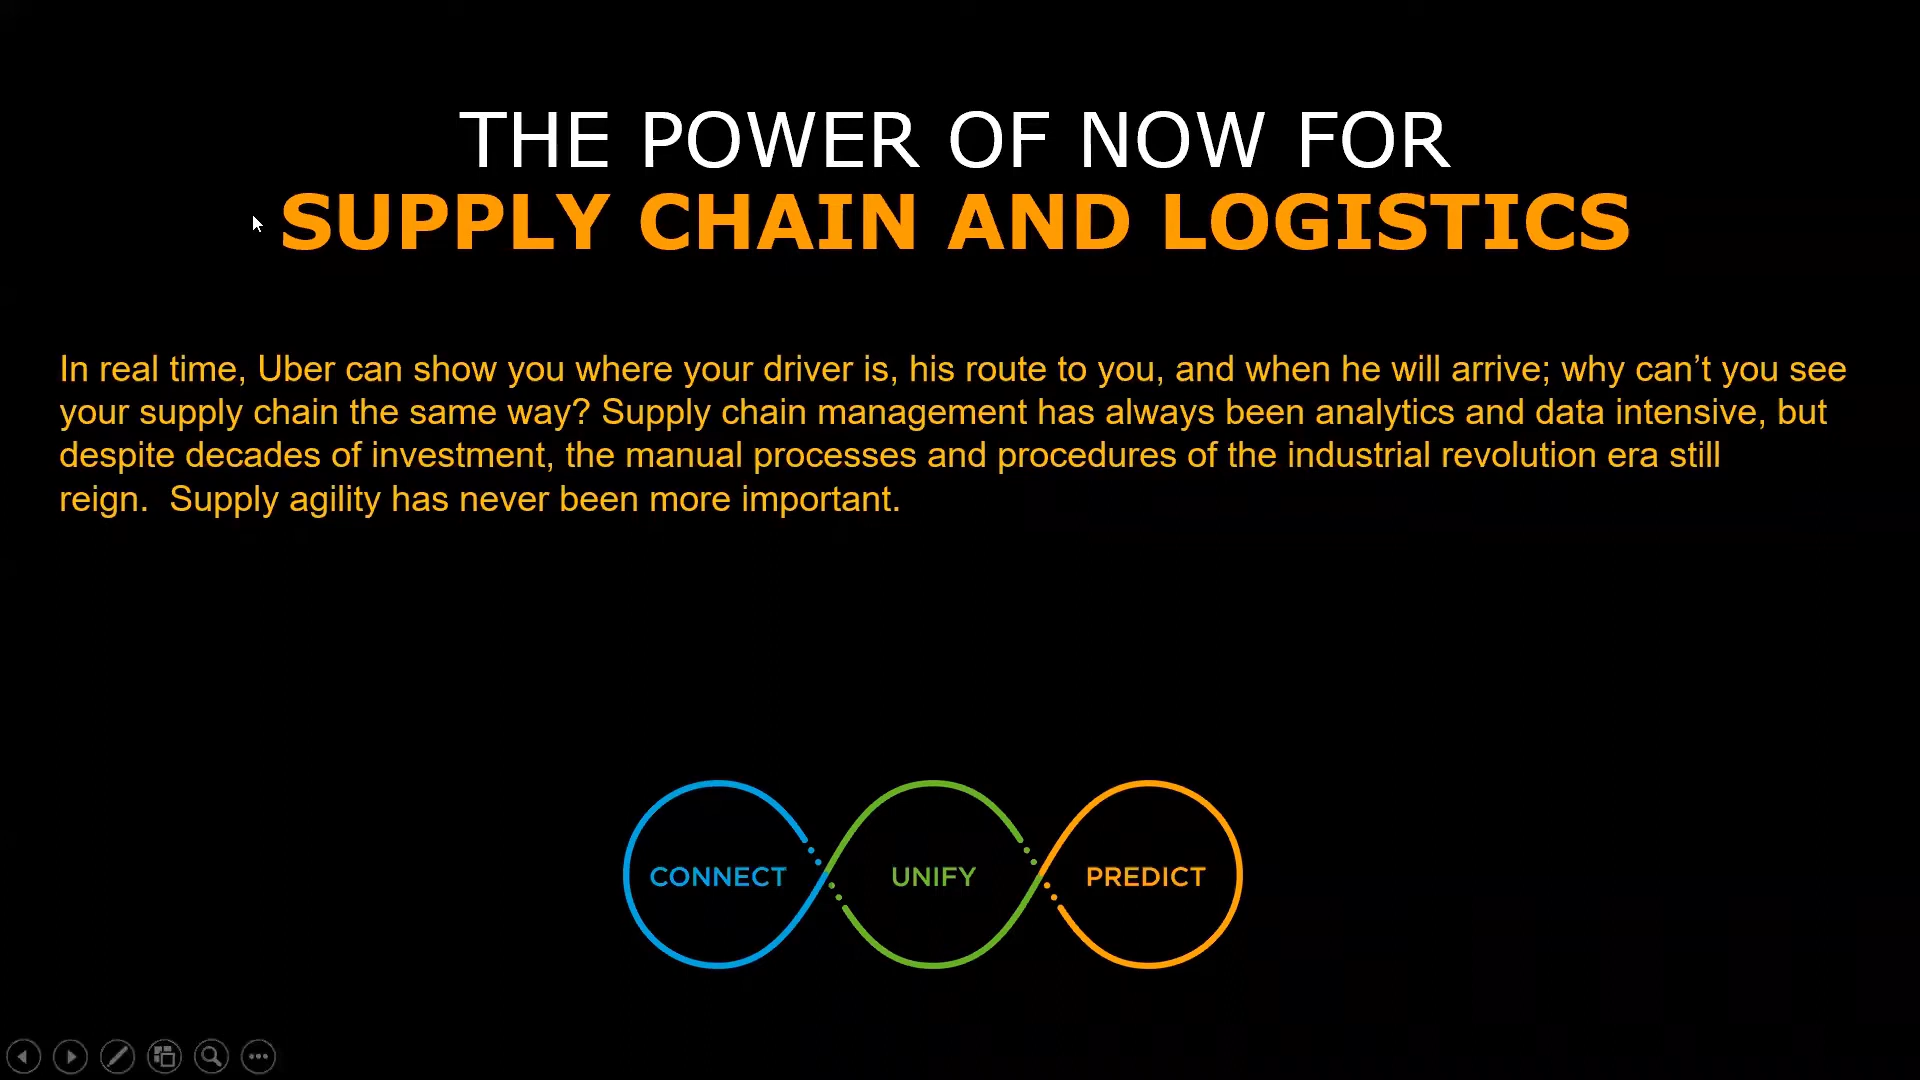 THE POWER OF NOW FOR
SUPPLY CHAIN AND LOGISTICS
In real time, Uber can show you where your driver is, his route to you, and when he will arrive; why can’t you see
your supply chain the same way? Supply chain management has always been analytics and data intensive, but
despite decades of investment, the manual processes and procedures of the industrial revolution era still
reign.  Supply agility has never been more important.
CONNECT
UNIFY
PREDICT